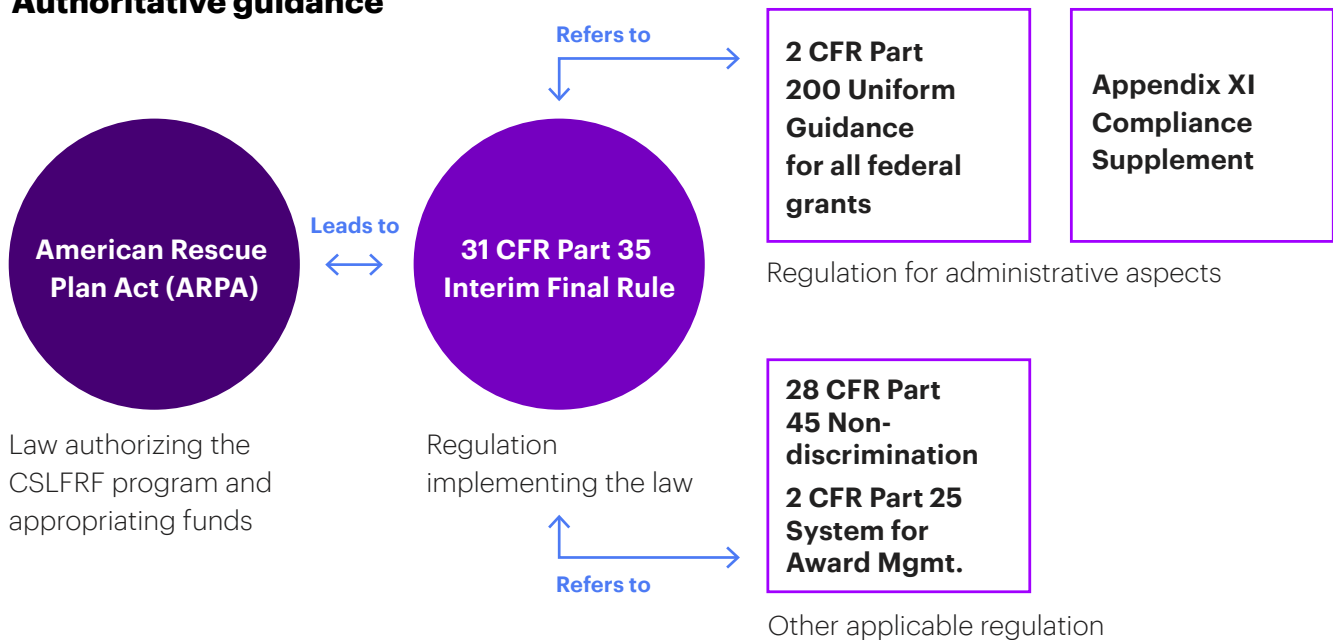 Authoritative guidance
Refers to
2 CFR Part
200 Uniform
Guidance
for all federal
grants
Appendix XI
Compliance
Supplement
Regulation for administrative aspects
American Rescue
Plan Act (ARPA)
Leads to
31 CFR Part 35
Interim Final Rule
Law authorizing the
CSLFRF program and
appropriating funds
Regulation
implementing the law
Refers to
28 CFR Part
45 Non-
discrimination
2 CFR Part 25
System for
Award Mgmt.
Other applicable regulation